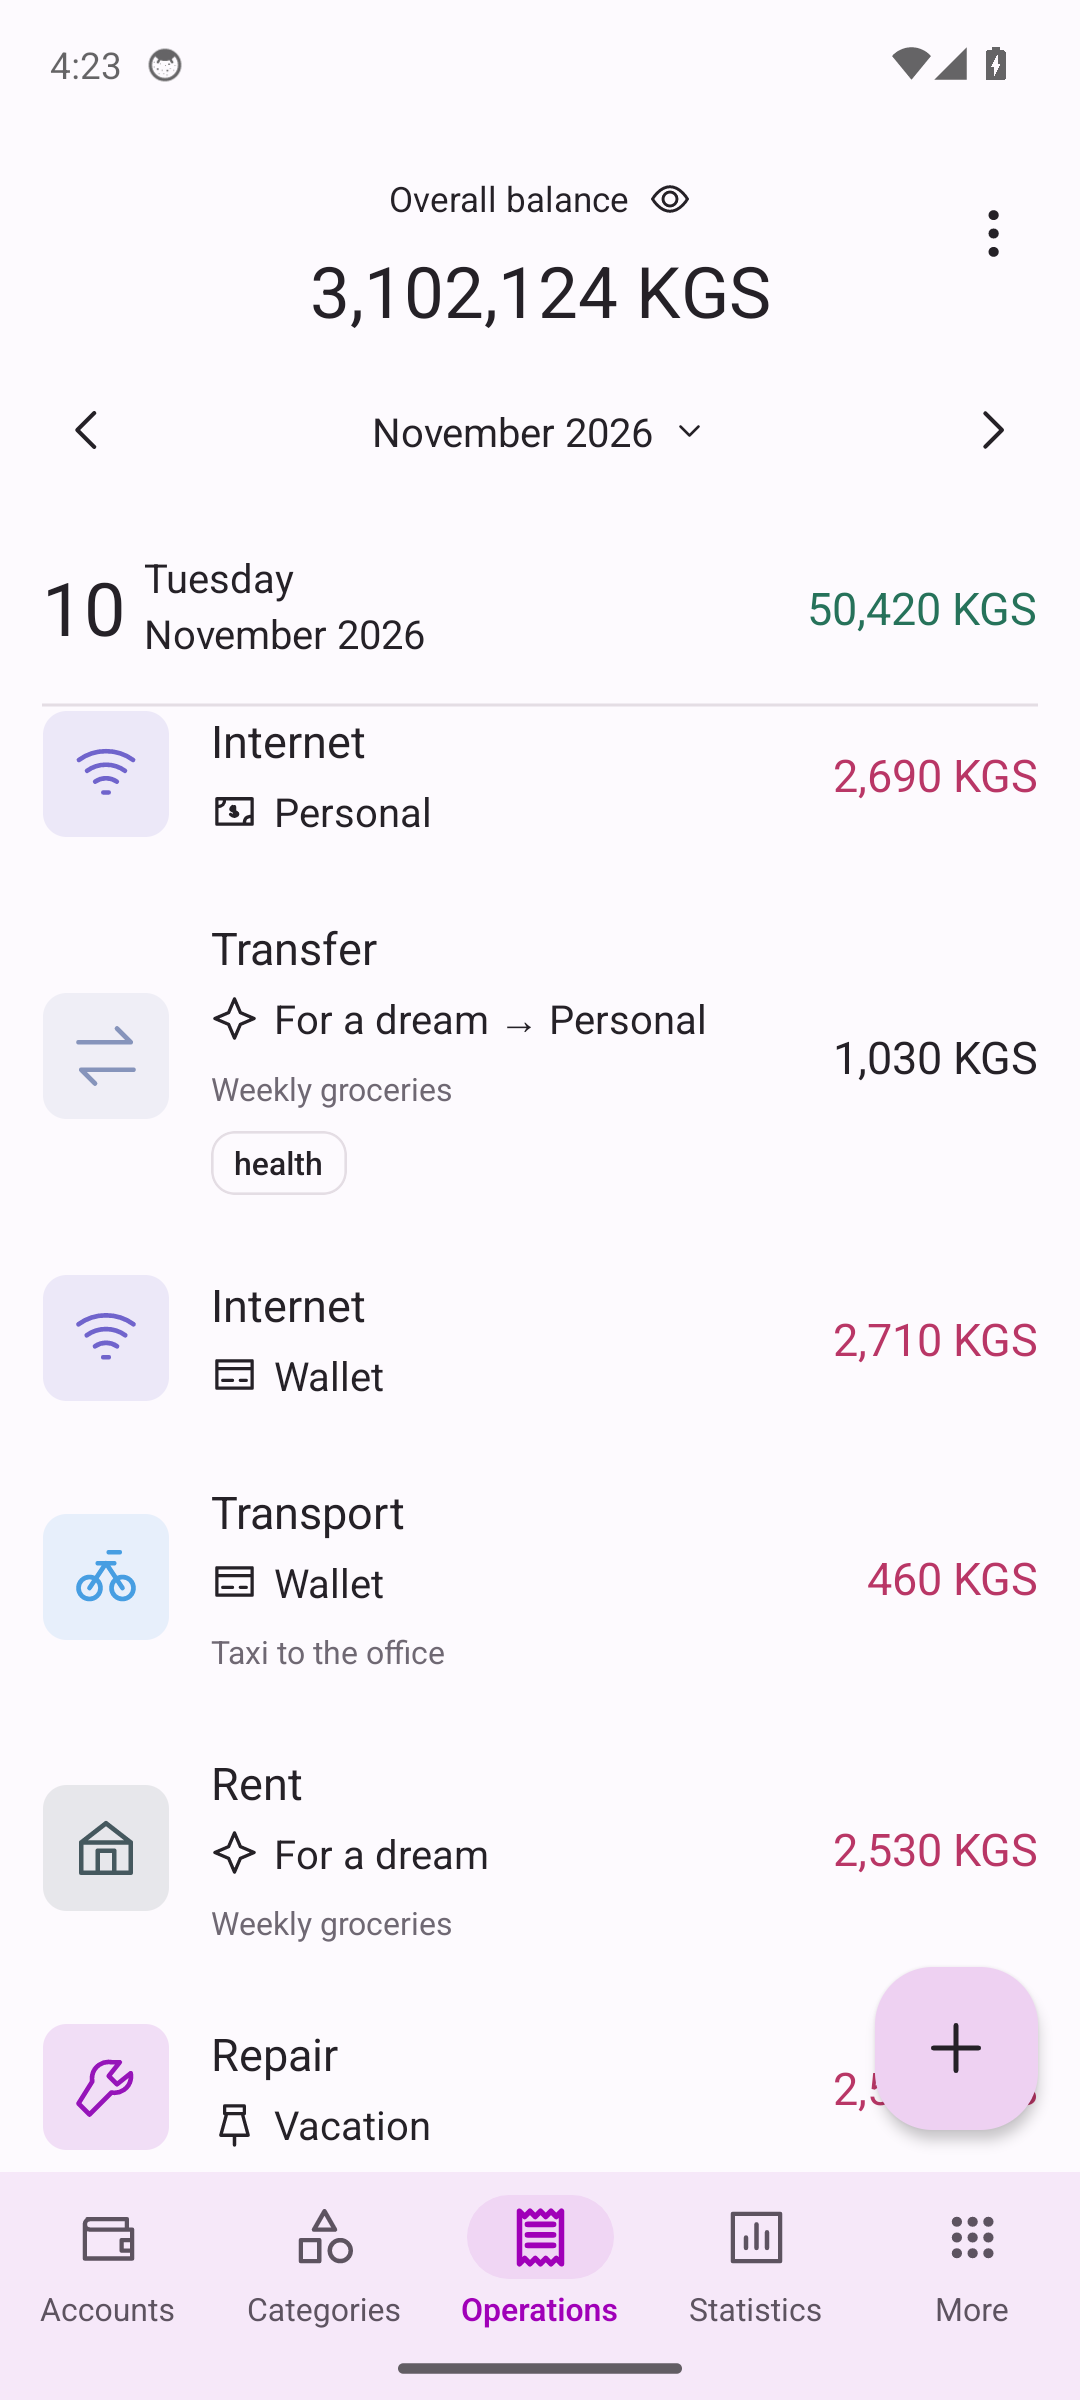 4:23
Overall balance
3,102,124 KGS
November 2026
10
Tuesday
November 2026
50,420 KGS
Internet
Personal
2,690 KGS
Transfer
For a dream → Personal
Weekly groceries
health
1,030 KGS
Internet
Wallet
2,710 KGS
Transport
Wallet
Taxi to the office
460 KGS
Rent
For a dream
Weekly groceries
2,530 KGS
Repair
Vacation
Accounts
Categories
Operations
Statistics
More